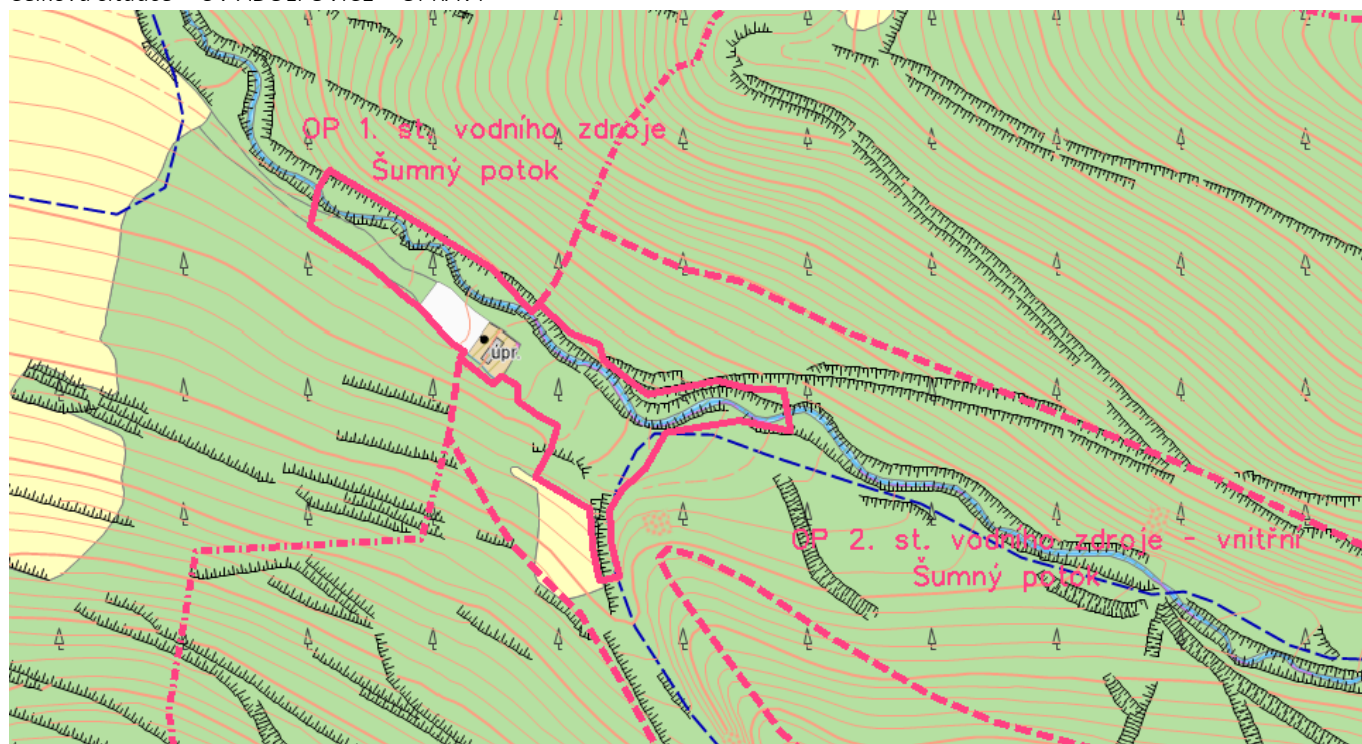 OP 1. st. vodního zdroje
Šumný potok
úpr.
OP 2. st. vodního zdroje - vnitřní
Šumný potok